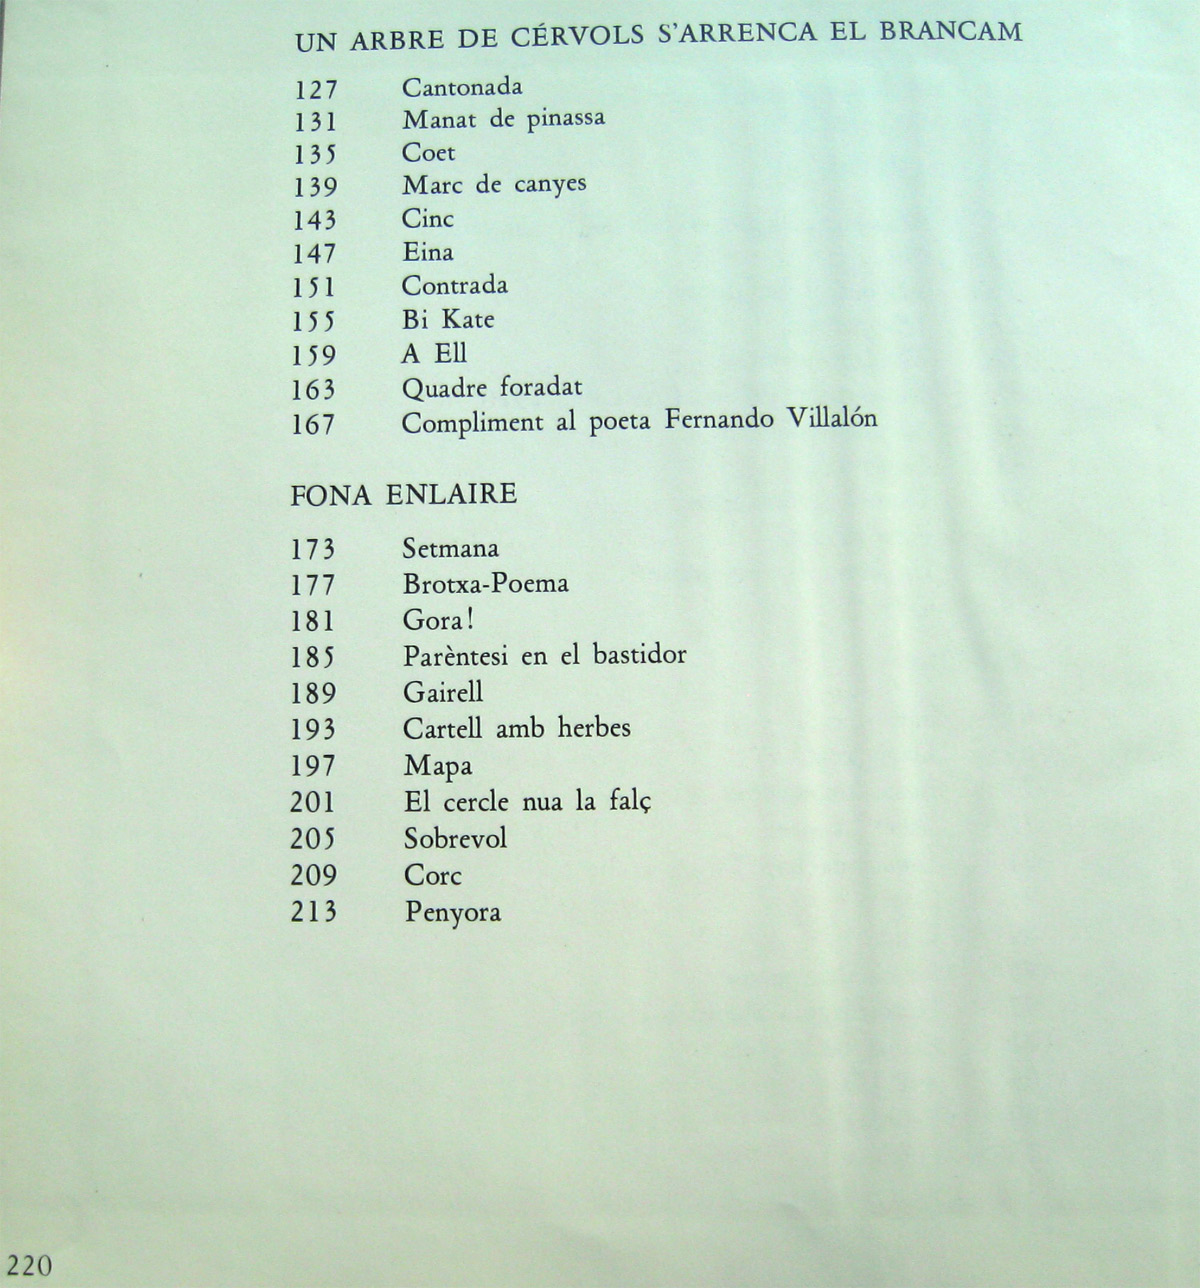 UN ARBRE DE CÉRVOLS S'ARRENCA EL BRANCAM
127 Cantonada
131 Manat de pinassa
135 Coet
139 Marc de canyes
143 Cinc
147 Eina
151 Contrada
155 Bi Kate
159 A Ell
163 Quadre foradat
167 Compliment al poeta Fernando Villalón
FONA ENLAIRE
173 Setmana
177 Brotxa-Poema
181 Gora!
185 Parèntesi en el bastidor
189 Gairell
193 Cartell amb herbes
197 Mapa
201 El cercle nua la falç
205 Sobrevol
209 Corc
213 Penyora
220